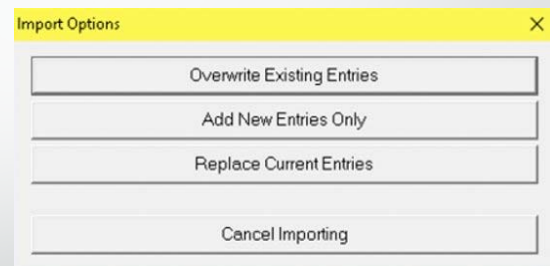 Import Options
Overwrite Existing Entries
Add New Entries Only
Replace Current Entries
Cancel Importing